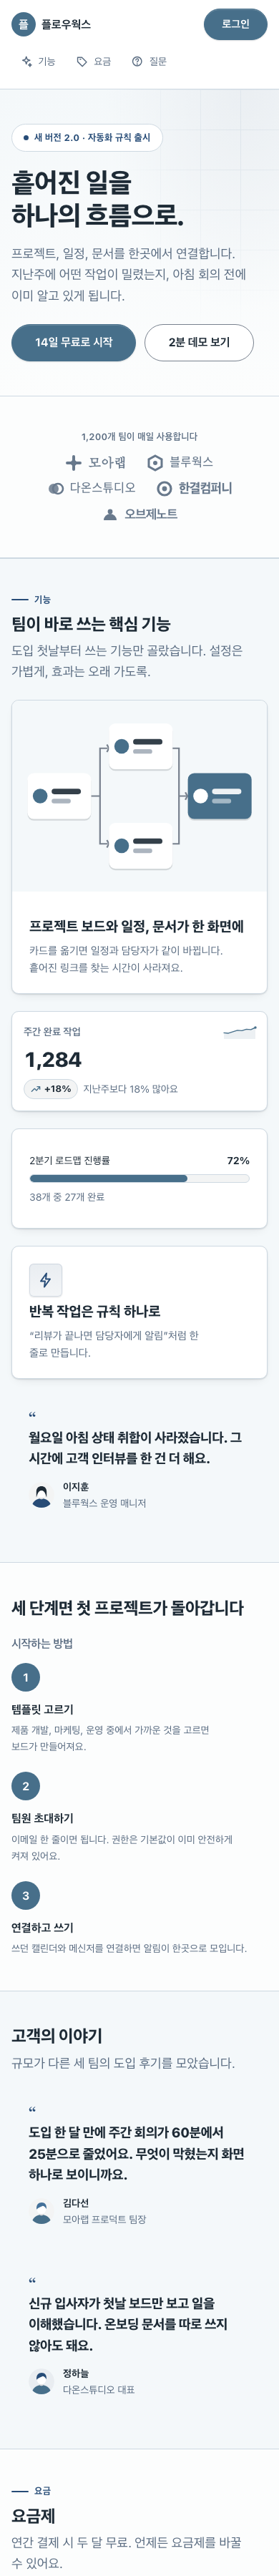 플 플로우웍스
로그인
기능 요금 질문
새 버전 2.0 · 자동화 규칙 출시
흩어진 일을
하나의 흐름으로.
프로젝트, 일정, 문서를 한곳에서 연결합니다.
지난주에 어떤 작업이 밀렸는지, 아침 회의 전에
이미 알고 있게 됩니다.
14일 무료로 시작 2분 데모 보기
1,200개 팀이 매일 사용합니다
모아랩 블루웍스
다온스튜디오 한결컴퍼니
오브제노트
기능
팀이 바로 쓰는 핵심 기능
도입 첫날부터 쓰는 기능만 골랐습니다. 설정은
가볍게, 효과는 오래 가도록.
프로젝트 보드와 일정, 문서가 한 화면에
카드를 옮기면 일정과 담당자가 같이 바뀝니다.
흩어진 링크를 찾는 시간이 사라져요.
주간 완료 작업
1,284
+18% 지난주보다 18% 많아요
2분기 로드맵 진행률 72%
38개 중 27개 완료
반복 작업은 규칙 하나로
“리뷰가 끝나면 담당자에게 알림”처럼 한
줄로 만듭니다.
“
월요일 아침 상태 취합이 사라졌습니다. 그
시간에 고객 인터뷰를 한 건 더 해요.
이지훈
블루웍스 운영 매니저
세 단계면 첫 프로젝트가 돌아갑니다
시작하는 방법
1
템플릿 고르기
제품 개발, 마케팅, 운영 중에서 가까운 것을 고르면
보드가 만들어져요.
2
팀원 초대하기
이메일 한 줄이면 됩니다. 권한은 기본값이 이미 안전하게
켜져 있어요.
3
연결하고 쓰기
쓰던 캘린더와 메신저를 연결하면 알림이 한곳으로 모입니다.
고객의 이야기
규모가 다른 세 팀의 도입 후기를 모았습니다.
“
도입 한 달 만에 주간 회의가 60분에서
25분으로 줄었어요. 무엇이 막혔는지 화면
하나로 보이니까요.
김다선
모아랩 프로덕트 팀장
“
신규 입사자가 첫날 보드만 보고 일을
이해했습니다. 온보딩 문서를 따로 쓰지
않아도 돼요.
정하늘
다온스튜디오 대표
요금
요금제
연간 결제 시 두 달 무료. 언제든 요금제를 바꿀
수 있어요.